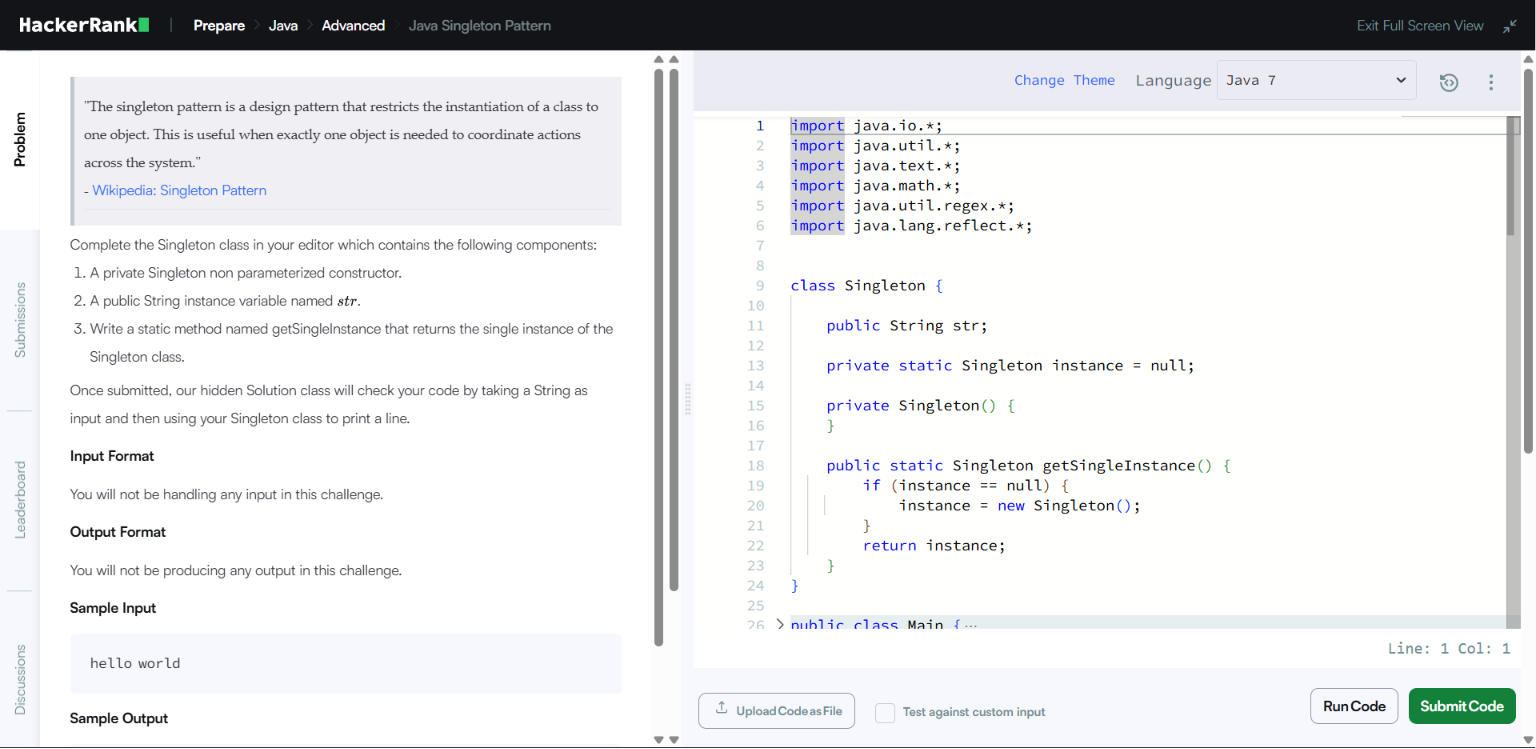 HackerRank | Prepare > Java > Advanced > Java Singleton Pattern Exit Full Screen View
Problem
Submissions
Leaderboard
Discussions
"The singleton pattern is a design pattern that restricts the instantiation of a class to
one object. This is useful when exactly one object is needed to coordinate actions
across the system."
- Wikipedia: Singleton Pattern
Complete the Singleton class in your editor which contains the following components:
1. A private Singleton non parameterized constructor.
2. A public String instance variable named str.
3. Write a static method named getSingleInstance that returns the single instance of the
Singleton class.
Once submitted, our hidden Solution class will check your code by taking a String as
input and then using your Singleton class to print a line.
Input Format
You will not be handling any input in this challenge.
Output Format
You will not be producing any output in this challenge.
Sample Input
hello world
Sample Output
Change Theme Language Java 7
1 import java.io.*;
2 import java.util.*;
3 import java.text.*;
4 import java.math.*;
5 import java.util.regex.*;
6 import java.lang.reflect.*;
7
8
9 class Singleton {
10
11 public String str;
12
13 private static Singleton instance = null;
14
15 private Singleton() {
16 }
17
18 public static Singleton getSingleInstance() {
19 if (instance == null) {
20 instance = new Singleton();
21 }
22 return instance;
23 }
24 }
25
26 > public class Main { ...
Line: 1 Col: 1
Upload Code as File Test against custom input Run Code Submit Code